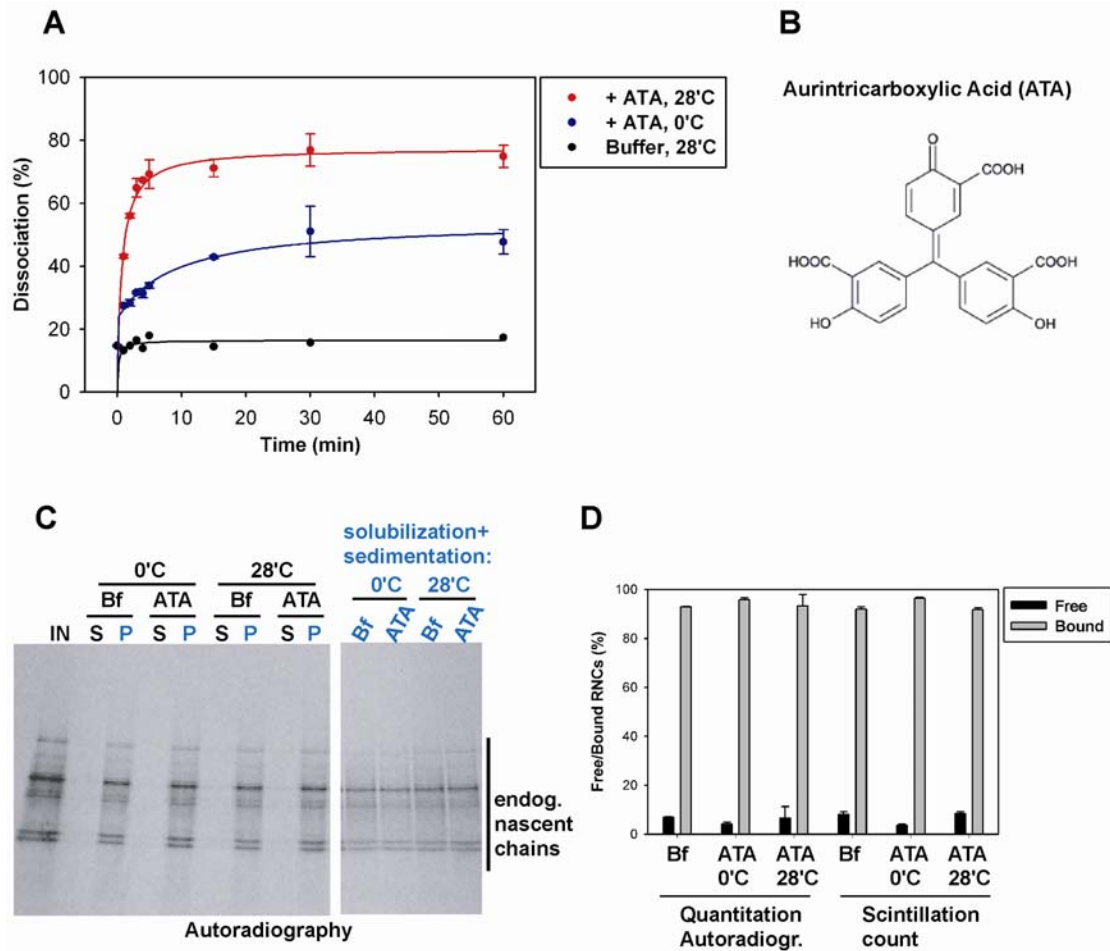 A
100
80
60
40
20
0
Dissociation (%)
0 10 20 30 40 50 60
Time (min)
+ ATA, 28'C
+ ATA, 0'C
Buffer, 28'C
B
Aurintricarboxylic Acid (ATA)
O
COOH
HOOC
COOH
HO
OH
C
0'C 28'C
Bf ATA Bf ATA
IN S P S P S P S P
solubilization+
sedimentation:
0'C 28'C
Bf ATA Bf ATA
endog.
nascent
chains
Autoradiography
D
100
80
60
40
20
0
Free/Bound RNCs (%)
Free
Bound
Bf ATA ATA Bf ATA ATA
0'C 28'C 0'C 28'C
Quantitation Scintillation
Autoradiogr. count